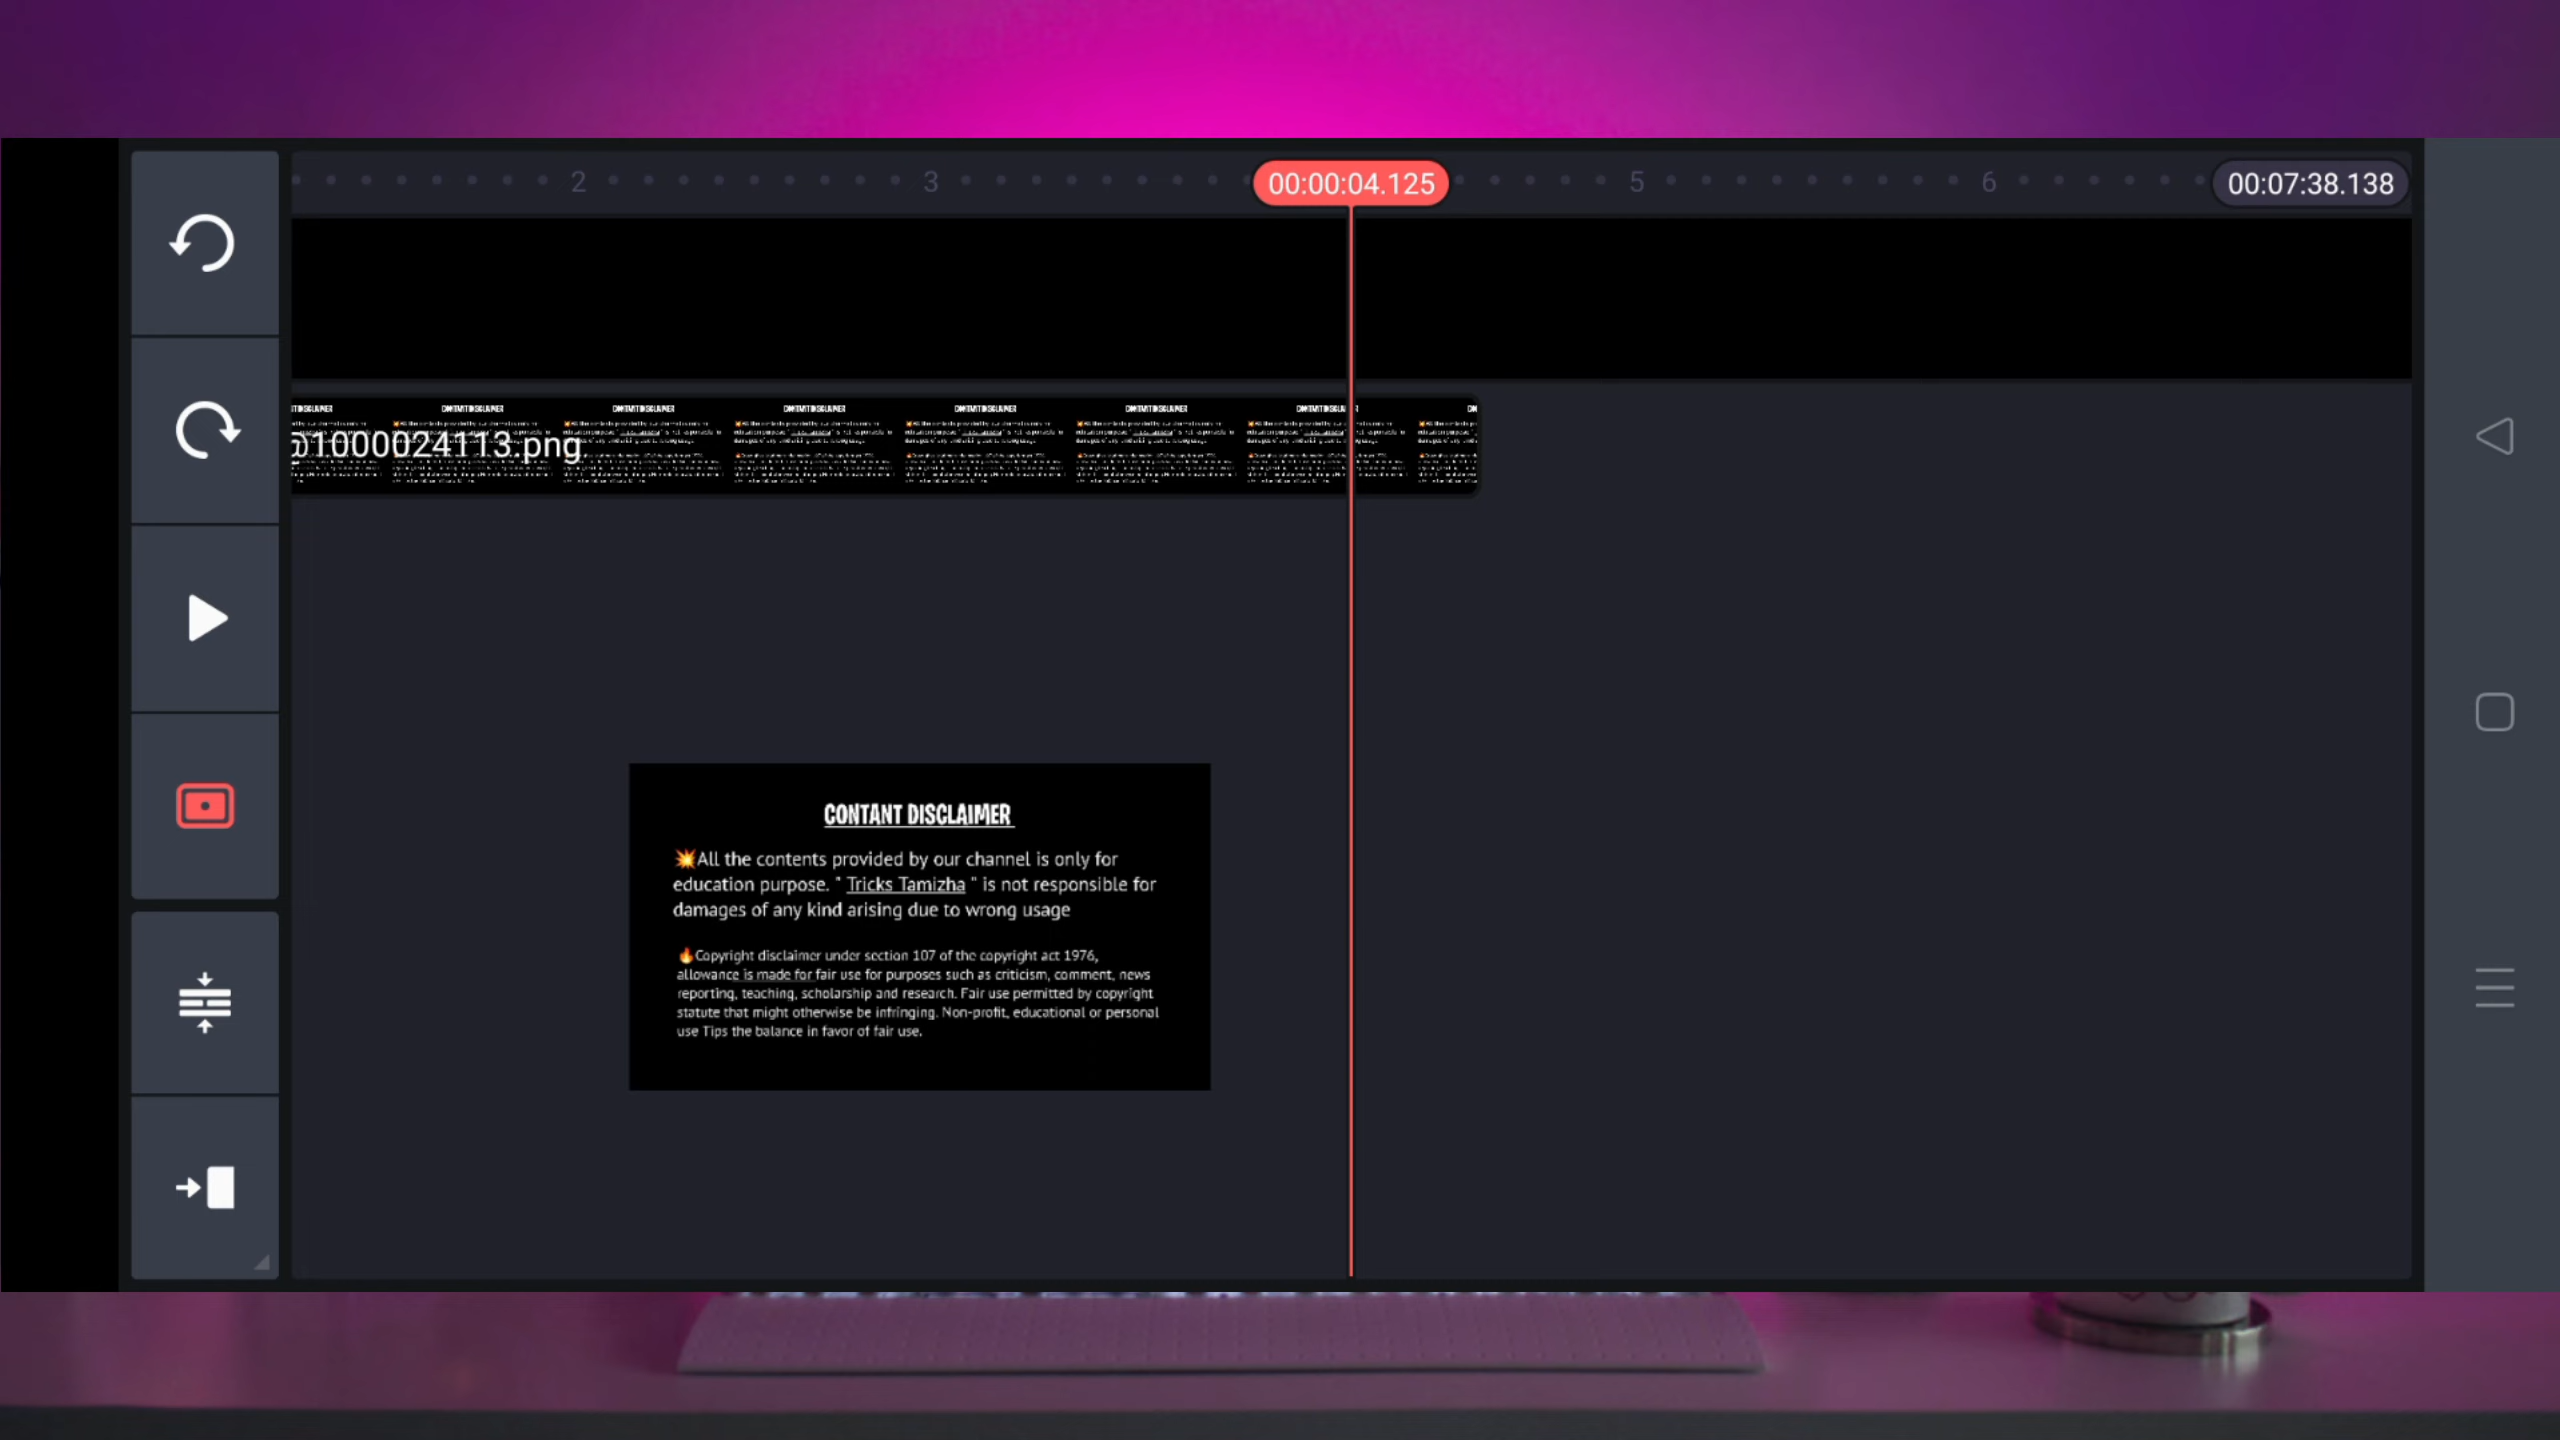 2
3
00:00:04.125
5
6
00:07:38.138
CONTANT DISCLAIMER
@1000024113.png
CONTANT DISCLAIMER
💥All the contents provided by our channel is only for
education purpose. " Tricks Tamizha " is not responsible for
damages of any kind arising due to wrong usage
🔥Copyright disclaimer under section 107 of the copyright act 1976,
allowance is made for fair use for purposes such as criticism, comment, news
reporting, teaching, scholarship and research. Fair use permitted by copyright
statute that might otherwise be infringing. Non-profit, educational or personal
use Tips the balance in favor of fair use.